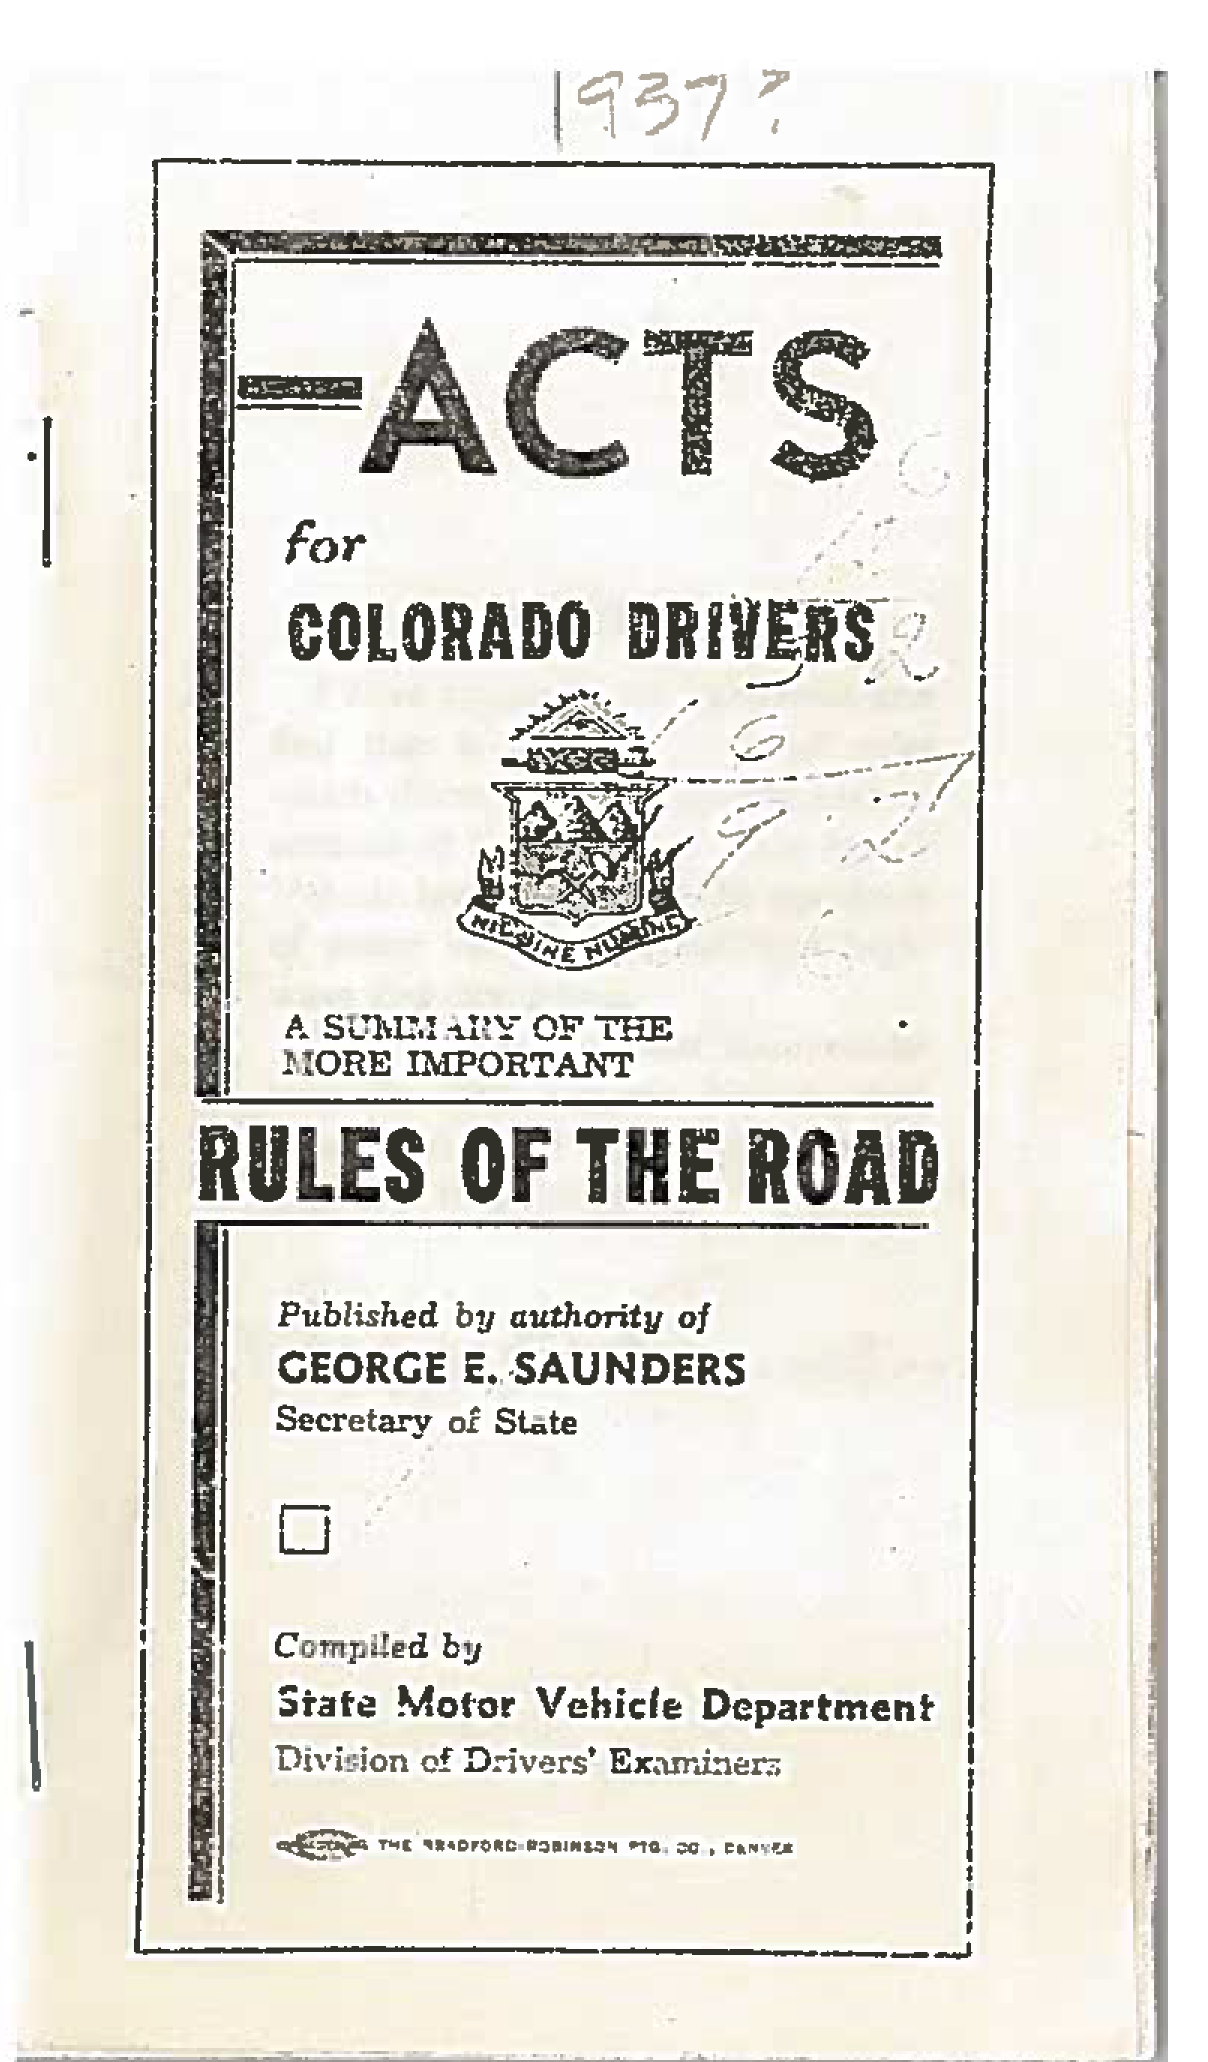 1937?
FACTS
for
COLORADO DRIVERS
NIL SINE NUMINE
A SUMMARY OF THE
MORE IMPORTANT
RULES OF THE ROAD
Published by authority of
GEORGE E. SAUNDERS
Secretary of State
Compiled by
State Motor Vehicle Department
Division of Drivers' Examiners
THE BRADFORD-ROBINSON PTG. CO., DENVER